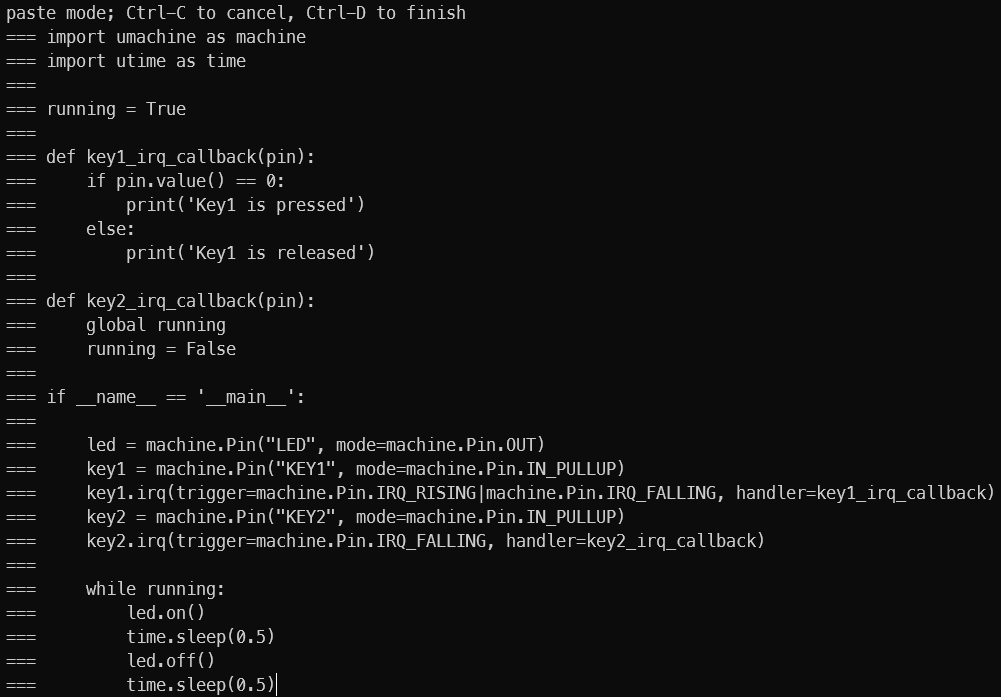 paste mode; Ctrl-C to cancel, Ctrl-D to finish
=== import umachine as machine
=== import utime as time
===
=== running = True
===
=== def key1_irq_callback(pin):
===     if pin.value() == 0:
===         print('Key1 is pressed')
===     else:
===         print('Key1 is released')
===
=== def key2_irq_callback(pin):
===     global running
===     running = False
===
=== if __name__ == '__main__':
===
===     led = machine.Pin("LED", mode=machine.Pin.OUT)
===     key1 = machine.Pin("KEY1", mode=machine.Pin.IN_PULLUP)
===     key1.irq(trigger=machine.Pin.IRQ_RISING|machine.Pin.IRQ_FALLING, handler=key1_irq_callback)
===     key2 = machine.Pin("KEY2", mode=machine.Pin.IN_PULLUP)
===     key2.irq(trigger=machine.Pin.IRQ_FALLING, handler=key2_irq_callback)
===
===     while running:
===         led.on()
===         time.sleep(0.5)
===         led.off()
===         time.sleep(0.5)